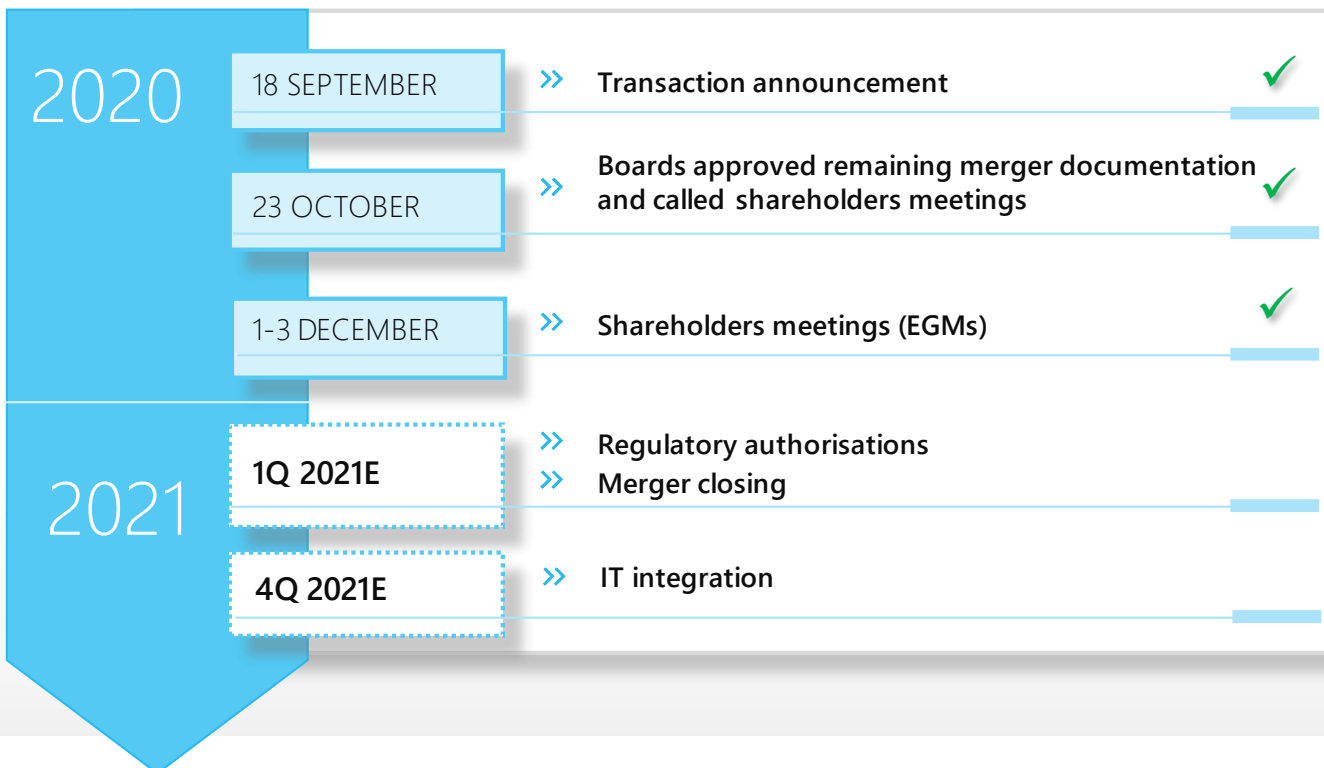 2020
18 SEPTEMBER
Transaction announcement
23 OCTOBER
Boards approved remaining merger documentation
and called shareholders meetings
1-3 DECEMBER
Shareholders meetings (EGMs)
2021
1Q 2021E
Regulatory authorisations
Merger closing
4Q 2021E
IT integration